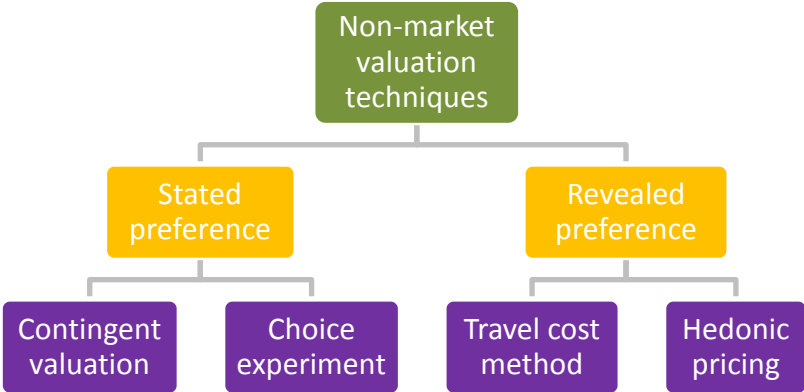 Non-market
valuation
techniques
Stated
preference
Revealed
preference
Contingent
valuation
Choice
experiment
Travel cost
method
Hedonic
pricing